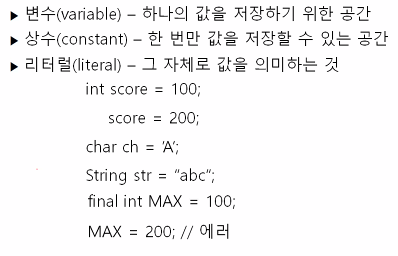 ▶ 변수(variable) – 하나의 값을 저장하기 위한 공간
▶ 상수(constant) – 한 번만 값을 저장할 수 있는 공간
▶ 리터럴(literal) – 그 자체로 값을 의미하는 것
int score = 100;
score = 200;
char ch = 'A';
String str = "abc";
final int MAX = 100;
MAX = 200; // 에러